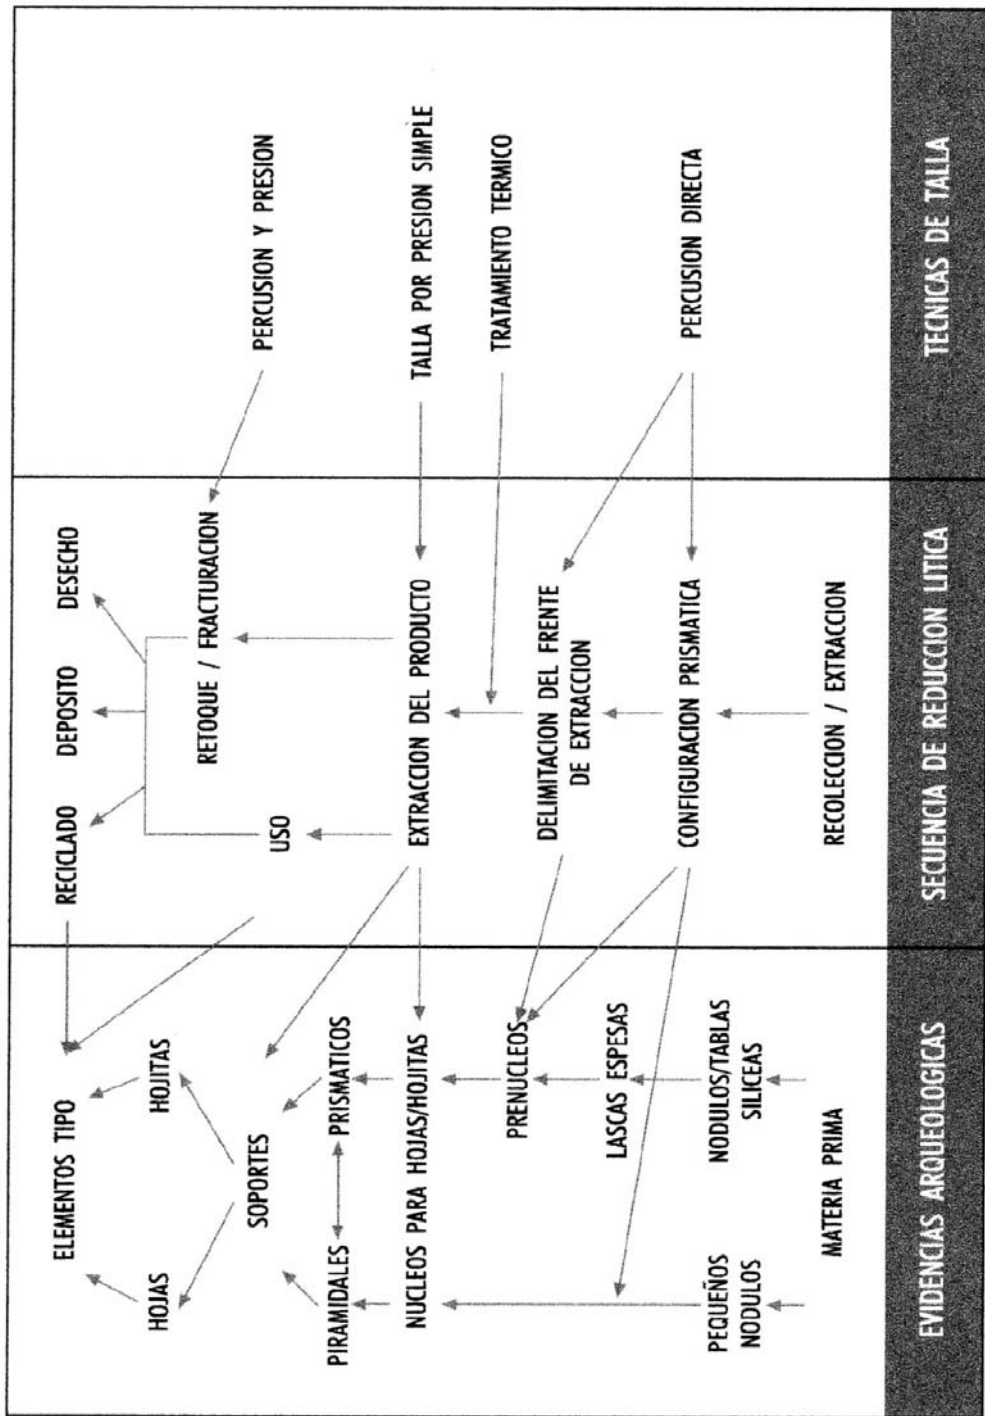 ELEMENTOS TIPO
HOJAS
HOJITAS
SOPORTES
PIRAMIDALES
PRISMATICOS
NUCLEOS PARA HOJAS/HOJITAS
PRENUCLEOS
LASCAS ESPESAS
PEQUEÑOS
NODULOS
NODULOS/TABLAS
SILICEAS
MATERIA PRIMA
EVIDENCIAS ARQUEOLOGICAS
RECICLADO
DEPOSITO
DESECHO
RETOQUE / FRACTURACION
USO
EXTRACCION DEL PRODUCTO
DELIMITACION DEL FRENTE
DE EXTRACCION
CONFIGURACION PRISMATICA
RECOLECCION / EXTRACCION
SECUENCIA DE REDUCCION LITICA
PERCUSION Y PRESION
TALLA POR PRESION SIMPLE
TRATAMIENTO TERMICO
PERCUSION DIRECTA
TECNICAS DE TALLA